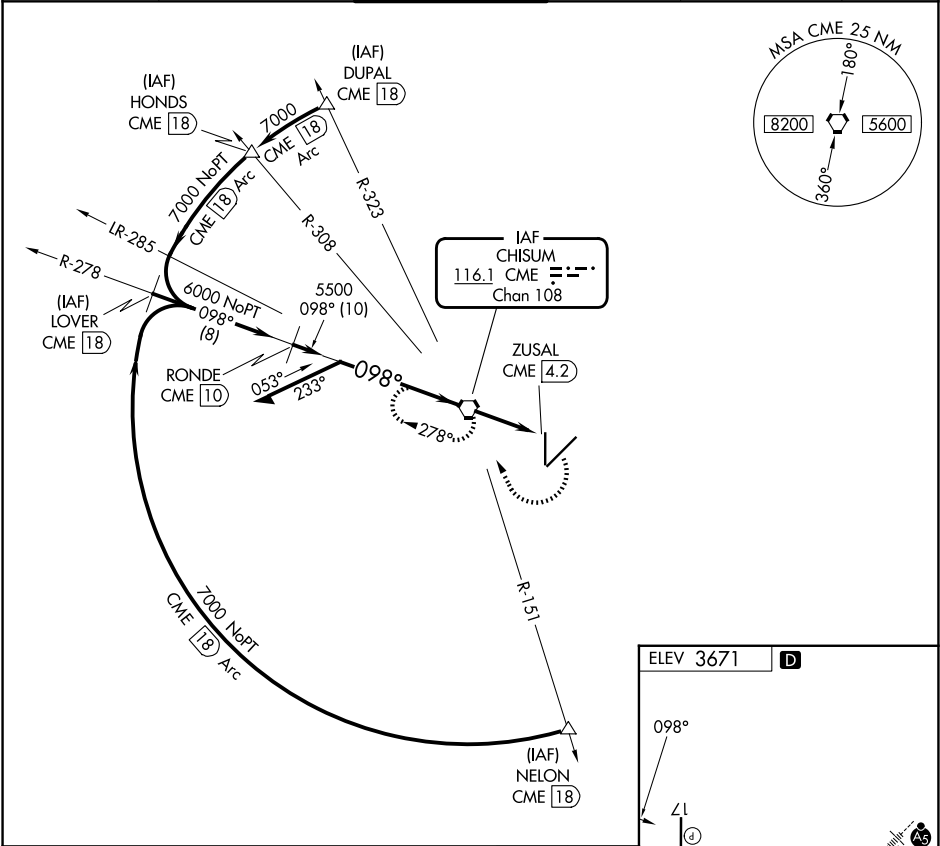 (IAF)
DUPAL
CME 18
(IAF)
HONDS
CME 18
7000
CME 18
Arc
7000 NoPT
CME 18 Arc
R-323
R-308
LR-285
R-278
(IAF)
LOVER
CME 18
6000 NoPT
098°
(8)
5500
098° (10)
RONDE
CME 10
053°
233°
098°
278°
IAF
CHISUM
116.1 CME
Chan 108
ZUSAL
CME 4.2
R-151
7000 NoPT
CME 18 Arc
(IAF)
NELON
CME 18
MSA CME 25 NM
180°
8200
5600
360°
ELEV 3671 D
098°
17
P
A5